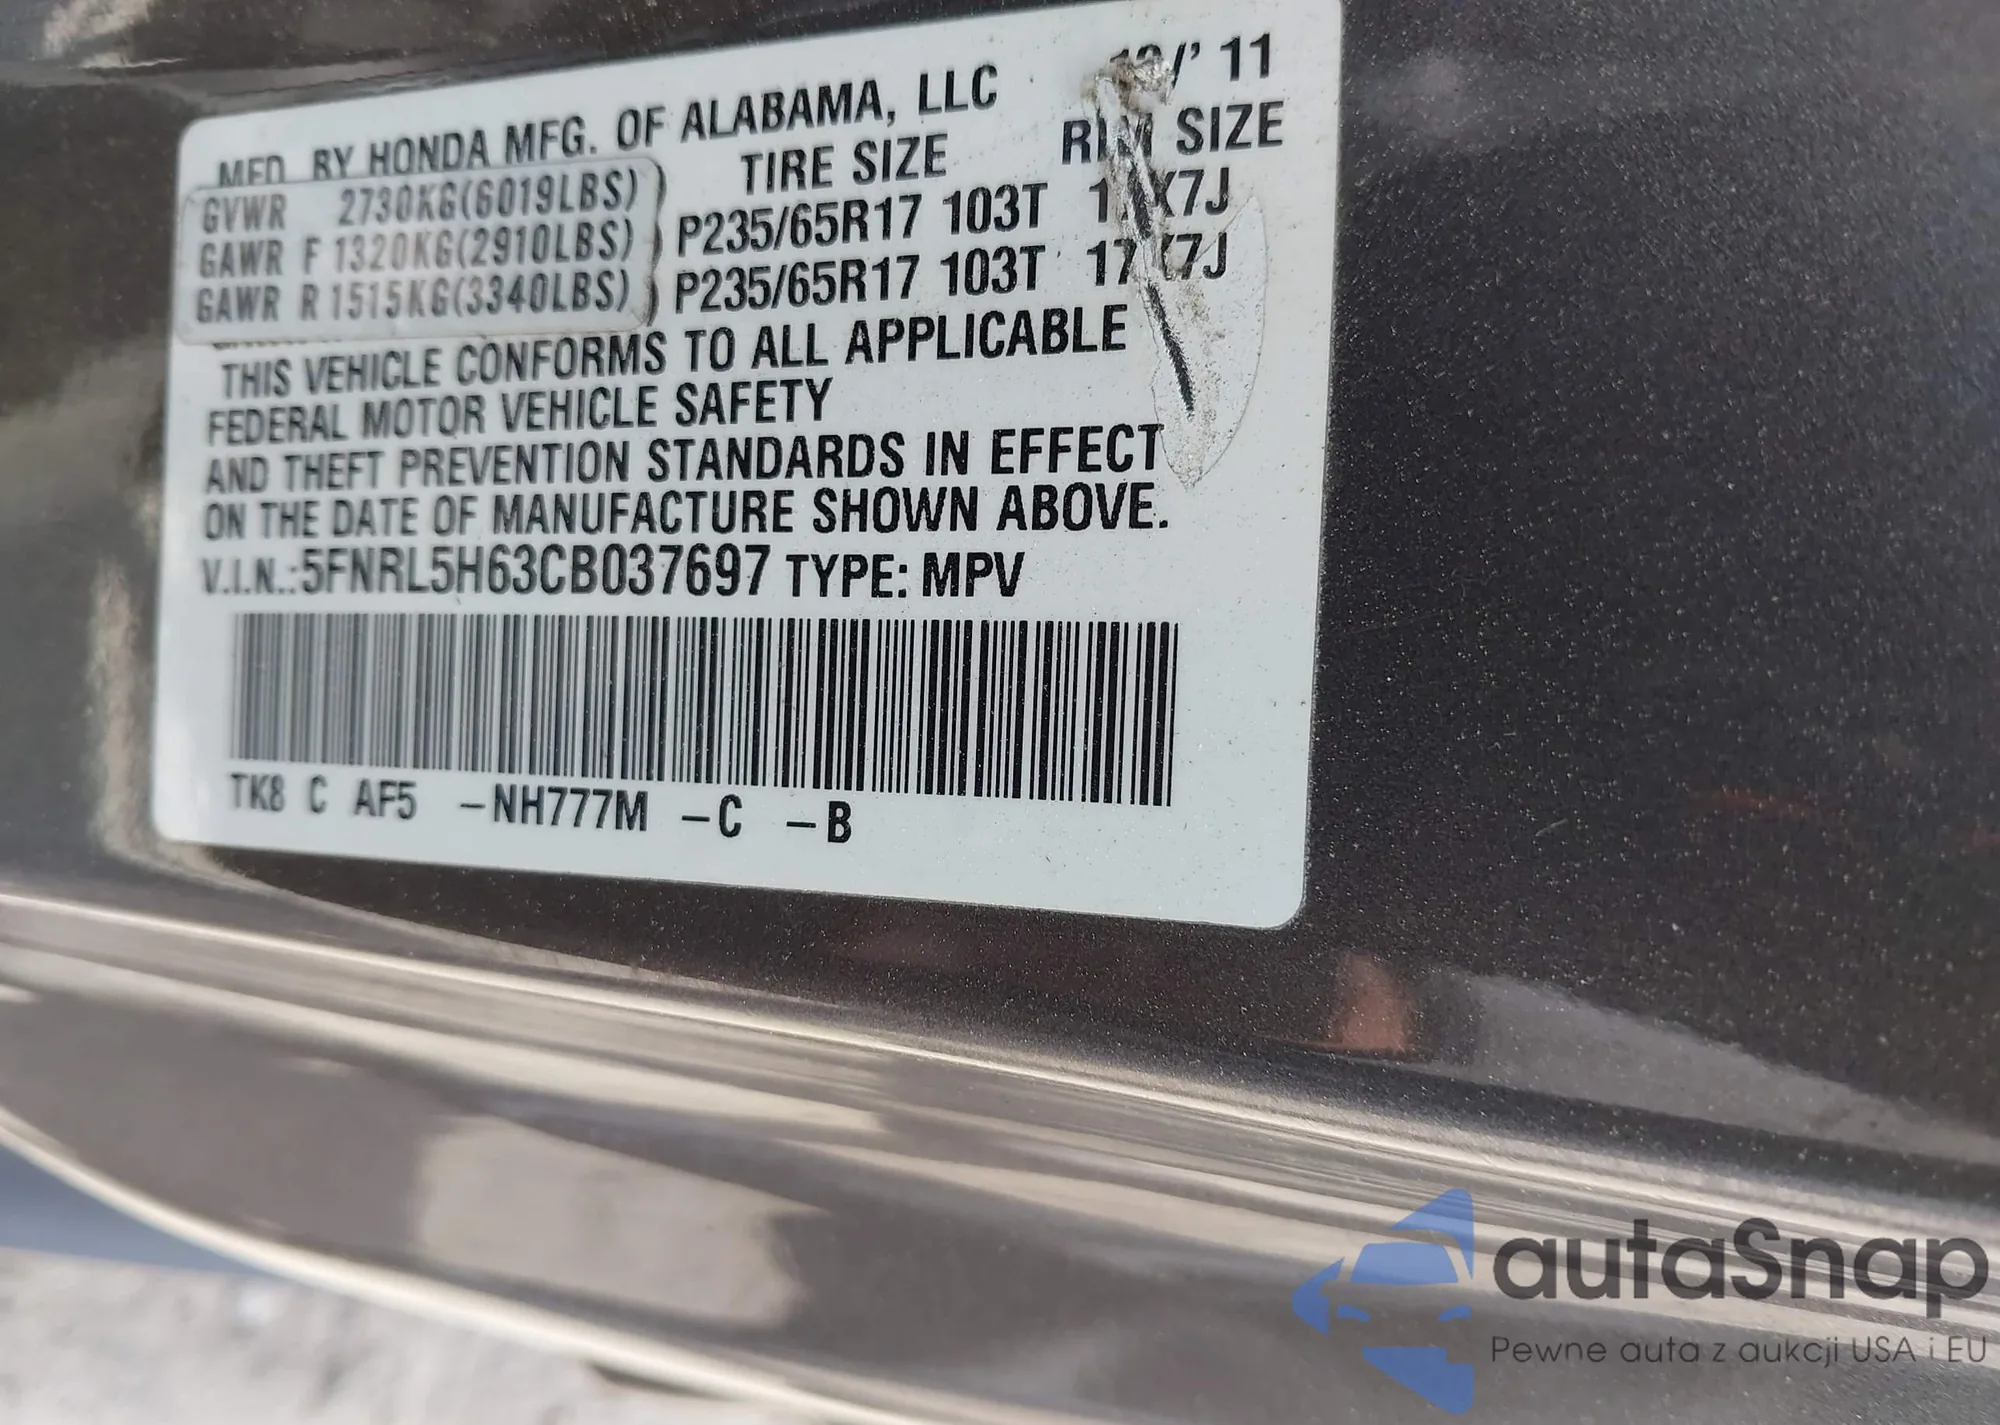 MFD. BY HONDA MFG. OF ALABAMA, LLC /' 11
TIRE SIZE RIM SIZE
GVWR 2730KG(6019LBS)
GAWR F 1320KG(2910LBS) P235/65R17 103T 17X7J
GAWR R 1515KG(3340LBS) P235/65R17 103T 17X7J
THIS VEHICLE CONFORMS TO ALL APPLICABLE
FEDERAL MOTOR VEHICLE SAFETY
AND THEFT PREVENTION STANDARDS IN EFFECT
ON THE DATE OF MANUFACTURE SHOWN ABOVE.
V.I.N.:5FNRL5H63CB037697 TYPE: MPV
TK8 C AF5 -NH777M -C -B
autaSnap
Pewne auta z aukcji USA i EU